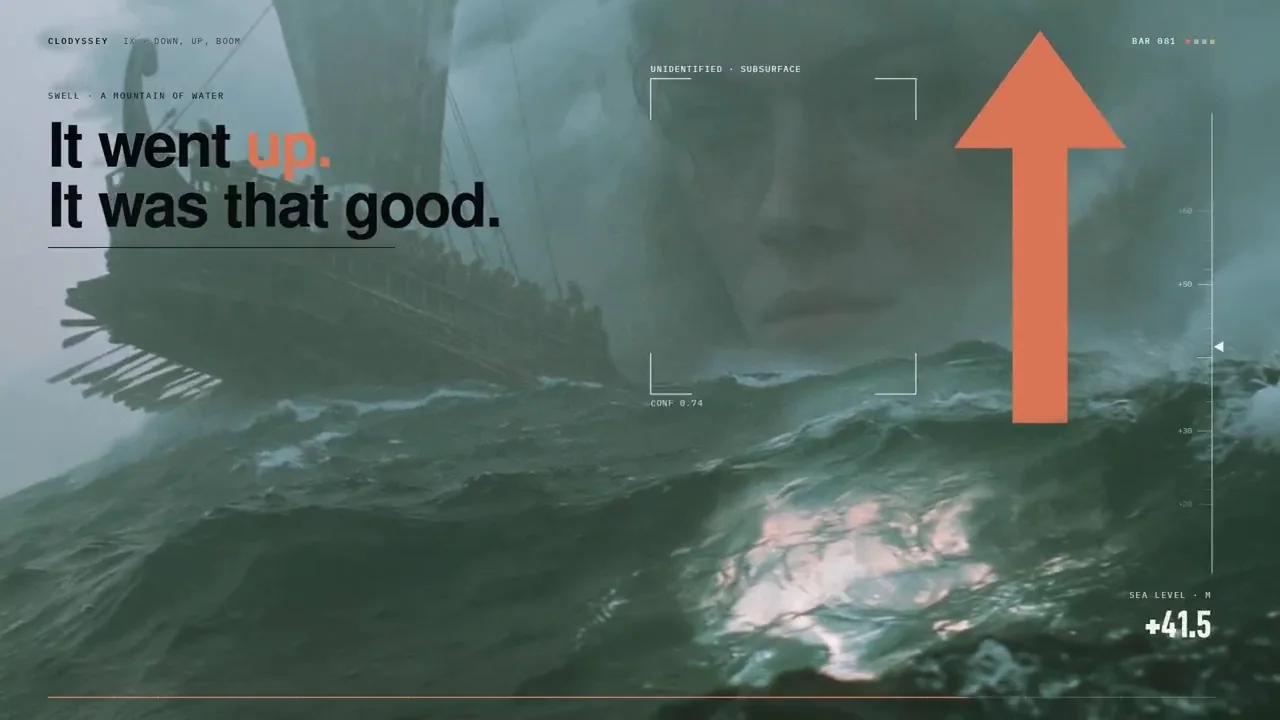 CLODYSSEY IX · DOWN, UP, BOOM
BAR 081
SWELL · A MOUNTAIN OF WATER
It went up.
It was that good.
UNIDENTIFIED · SUBSURFACE
CONF 0.74
+60
+50
+30
+20
SEA LEVEL · M
+41.5